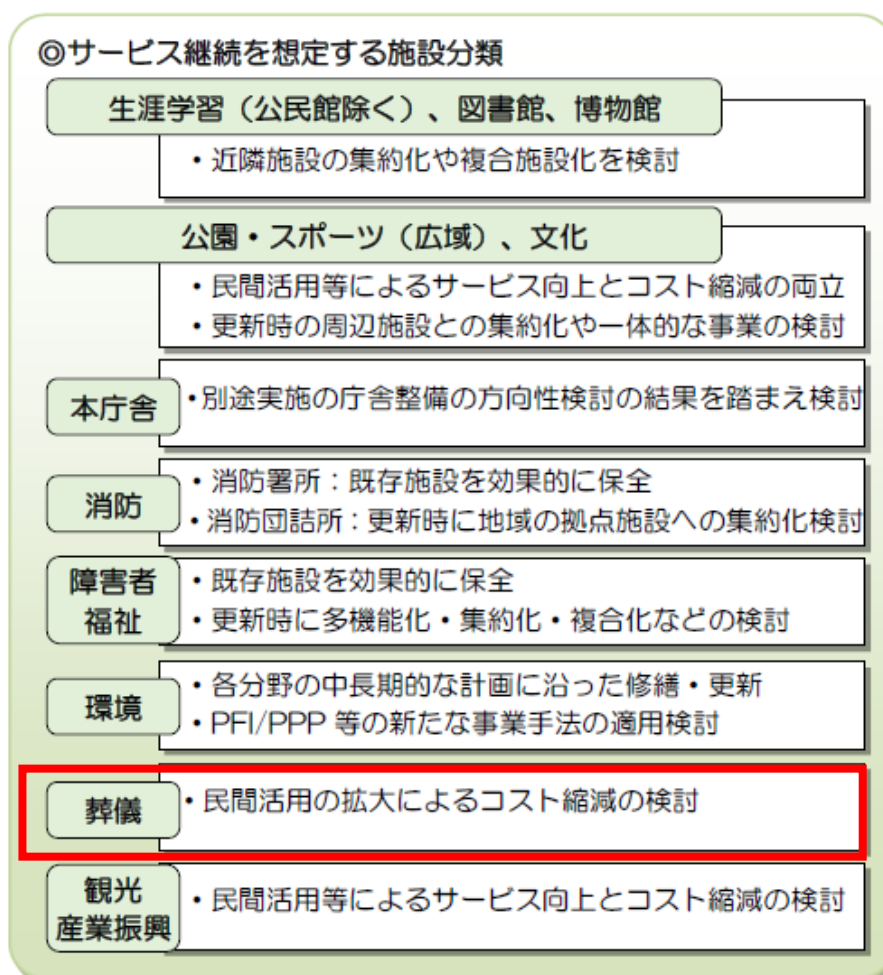 ◎サービス継続を想定する施設分類
生涯学習（公民館除く）、図書館、博物館
・近隣施設の集約化や複合施設化を検討
公園・スポーツ（広域）、文化
・民間活用等によるサービス向上とコスト縮減の両立
・更新時の周辺施設との集約化や一体的な事業の検討
本庁舎
・別途実施の庁舎整備の方向性検討の結果を踏まえ検討
消防
・消防署所：既存施設を効果的に保全
・消防団詰所：更新時に地域の拠点施設への集約化検討
障害者
福祉
・既存施設を効果的に保全
・更新時に多機能化・集約化・複合化などの検討
環境
・各分野の中長期的な計画に沿った修繕・更新
・PFI/PPP 等の新たな事業手法の適用検討
葬儀
・民間活用の拡大によるコスト縮減の検討
観光
産業振興
・民間活用等によるサービス向上とコスト縮減の検討